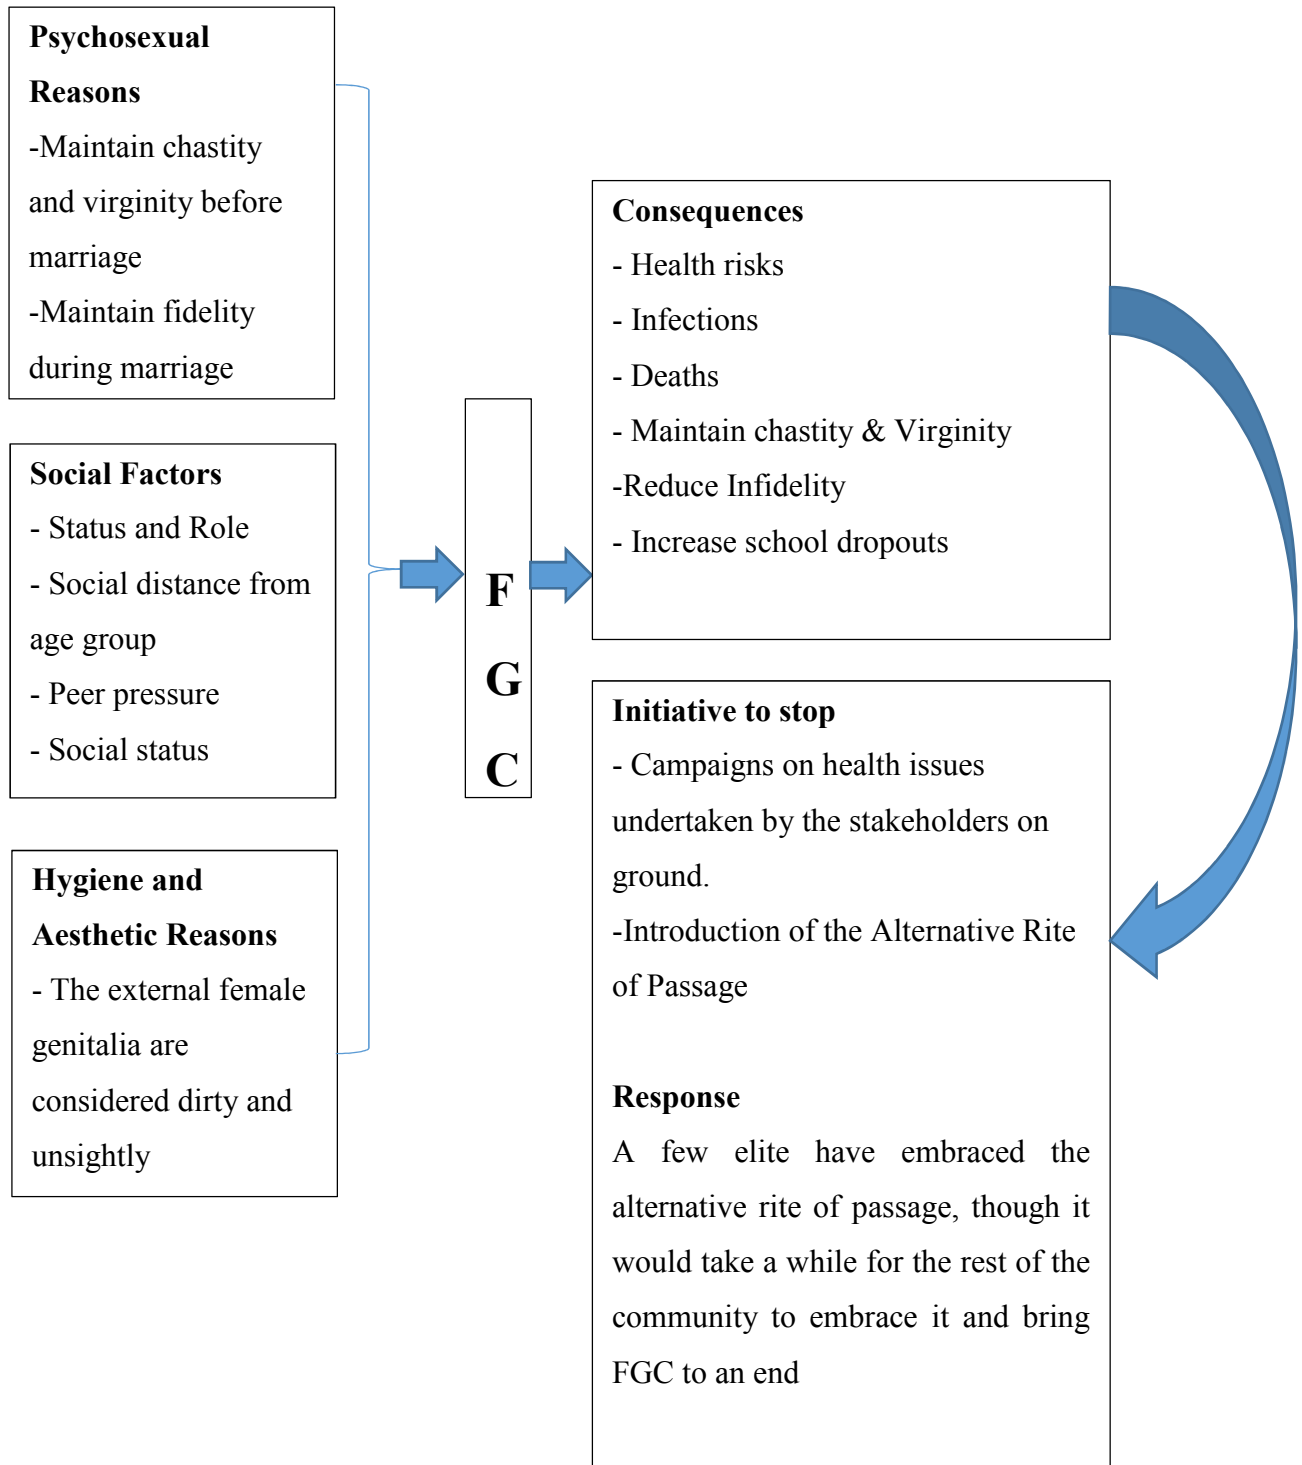 Psychosexual
Reasons
-Maintain chastity
and virginity before
marriage
-Maintain fidelity
during marriage
Social Factors
- Status and Role
- Social distance from
age group
- Peer pressure
- Social status
Hygiene and
Aesthetic Reasons
- The external female
genitalia are
considered dirty and
unsightly
F
G
C
Consequences
- Health risks
- Infections
- Deaths
- Maintain chastity & Virginity
-Reduce Infidelity
- Increase school dropouts
Initiative to stop
- Campaigns on health issues
undertaken by the stakeholders on
ground.
-Introduction of the Alternative Rite
of Passage
Response
A few elite have embraced the
alternative rite of passage, though it
would take a while for the rest of the
community to embrace it and bring
FGC to an end